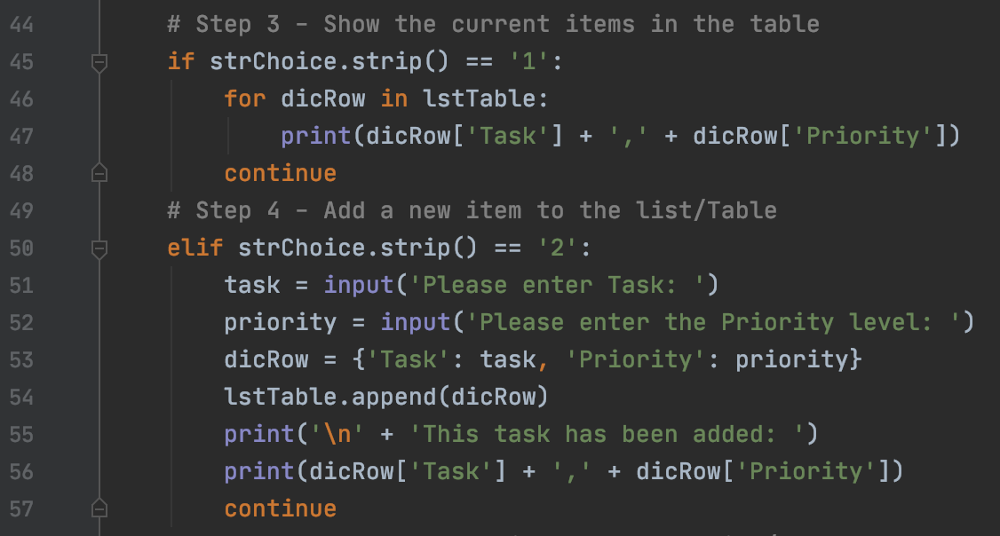 44 # Step 3 - Show the current items in the table
45 if strChoice.strip() == '1':
46 for dicRow in lstTable:
47 print(dicRow['Task'] + ',' + dicRow['Priority'])
48 continue
49 # Step 4 - Add a new item to the list/Table
50 elif strChoice.strip() == '2':
51 task = input('Please enter Task: ')
52 priority = input('Please enter the Priority level: ')
53 dicRow = {'Task': task, 'Priority': priority}
54 lstTable.append(dicRow)
55 print('\n' + 'This task has been added: ')
56 print(dicRow['Task'] + ',' + dicRow['Priority'])
57 continue